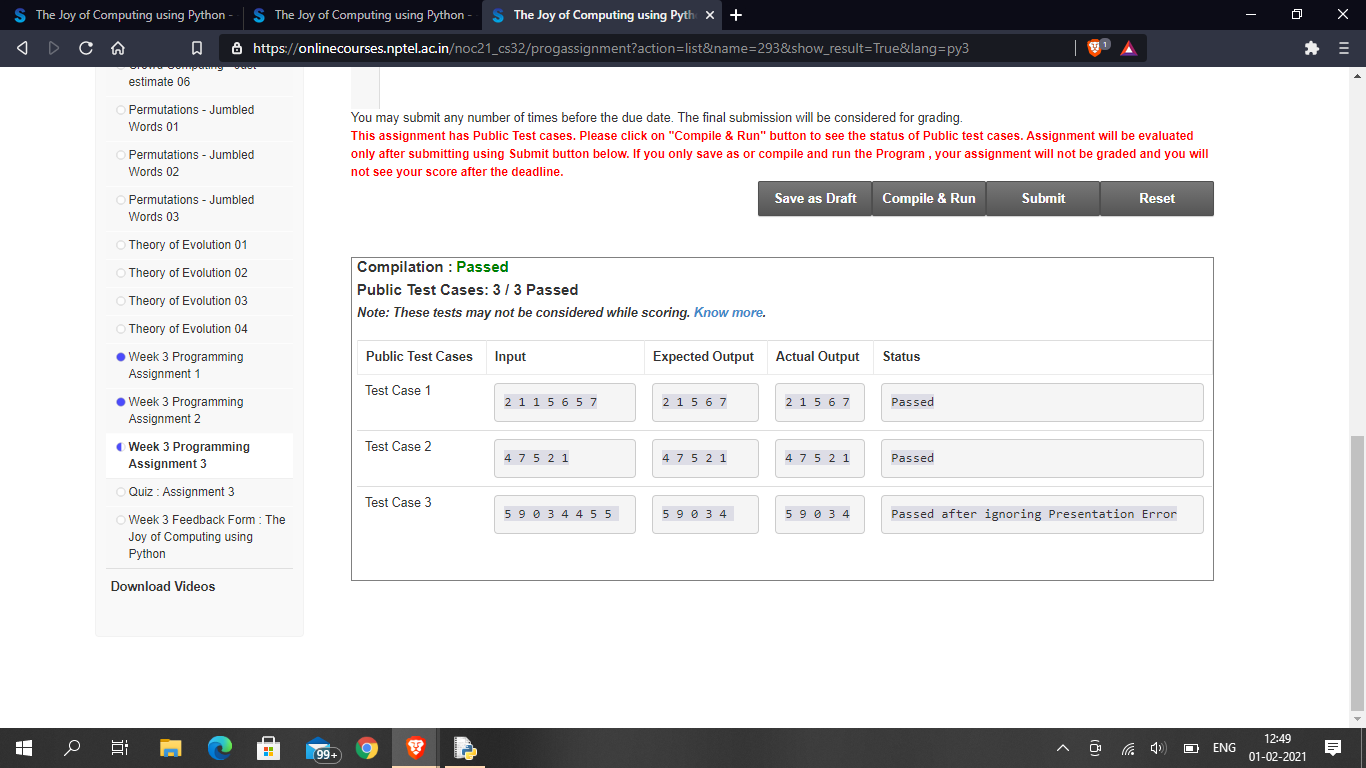 The Joy of Computing using Python -
The Joy of Computing using Python -
The Joy of Computing using Pyth
https://onlinecourses.nptel.ac.in/noc21_cs32/progassignment?action=list&name=293&show_result=True&lang=py3
1
estimate 06
Permutations - Jumbled
Words 01
Permutations - Jumbled
Words 02
Permutations - Jumbled
Words 03
Theory of Evolution 01
Theory of Evolution 02
Theory of Evolution 03
Theory of Evolution 04
Week 3 Programming
Assignment 1
Week 3 Programming
Assignment 2
Week 3 Programming
Assignment 3
Quiz : Assignment 3
Week 3 Feedback Form : The
Joy of Computing using
Python
Download Videos
You may submit any number of times before the due date. The final submission will be considered for grading.
This assignment has Public Test cases. Please click on "Compile & Run" button to see the status of Public test cases. Assignment will be evaluated
only after submitting using Submit button below. If you only save as or compile and run the Program , your assignment will not be graded and you will
not see your score after the deadline.
Save as Draft Compile & Run Submit Reset
Compilation : Passed
Public Test Cases: 3 / 3 Passed
Note: These tests may not be considered while scoring. Know more.
Public Test Cases Input Expected Output Actual Output Status
Test Case 1 2 1 1 5 6 5 7 2 1 5 6 7 2 1 5 6 7 Passed
Test Case 2 4 7 5 2 1 4 7 5 2 1 4 7 5 2 1 Passed
Test Case 3 5 9 0 3 4 4 5 5 5 9 0 3 4 5 9 0 3 4 Passed after ignoring Presentation Error
99+
ENG
12:49
01-02-2021